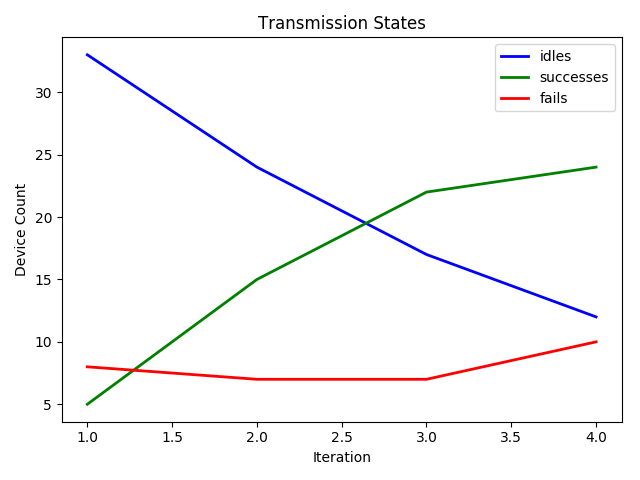 Transmission States
idles
successes
fails
Device Count
30
25
20
15
10
5
1.0 1.5 2.0 2.5 3.0 3.5 4.0
Iteration